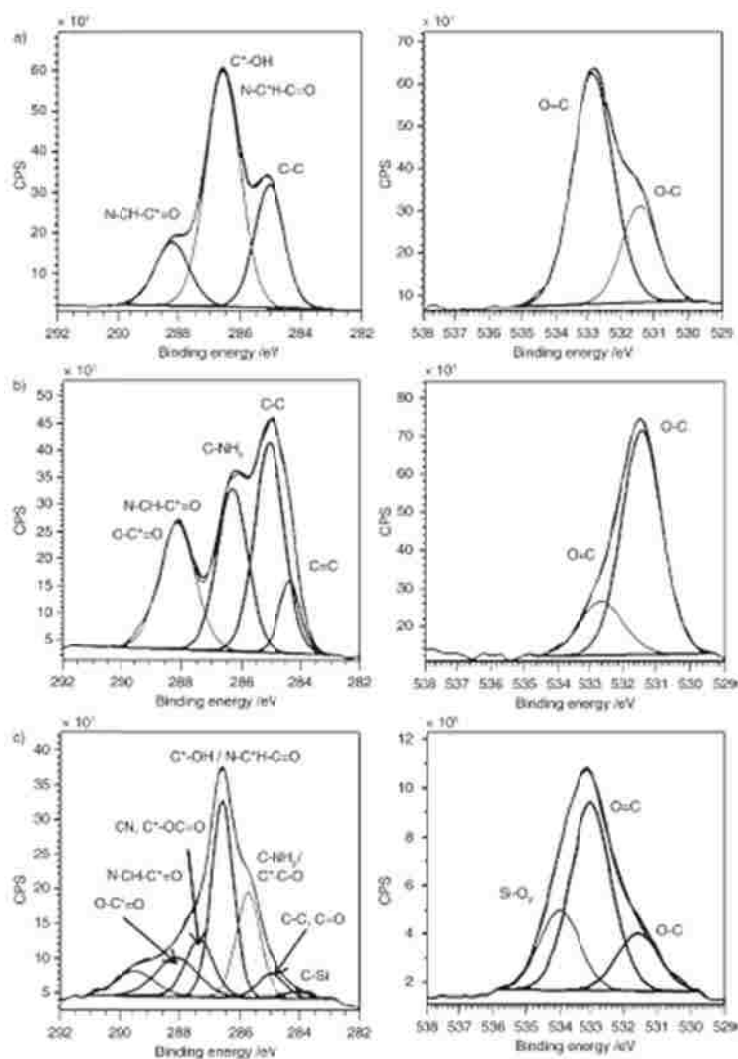 a)
× 10¹
60
50
40
30
20
10
CPS
C*-OH
N-C*H-C=O
C-C
N-CH-C*=O
292 290 288 286 284 282
Binding energy /eV
× 10¹
70
60
50
40
30
20
10
CPS
O=C
O-C
538 537 536 535 534 533 532 531 530 529
Binding energy /eV
b)
× 10¹
50
45
40
35
30
25
20
15
10
5
CPS
C-C
C-NH
N-CH-C*=O
O-C*=O
C=C
292 290 288 286 284 282
Binding energy /eV
80
70
60
50
40
30
20
CPS
O-C
O=C
538 537 536 535 534 533 532 531 530 529
Binding energy /eV
c)
× 10¹
40
35
30
25
20
15
10
5
CPS
C*-OH / N-C*H-C=O
CN, C*-OC=O
N-CH-C*=O
O-C*=O
C-NH₂/
C*C-O
C-C, C=O
C-Si
292 290 288 286 284 282
Binding energy /eV
12
10
8
6
4
2
CPS
O=C
Si-O
O-C
538 537 536 535 534 533 532 531 530 529
Binding energy /eV